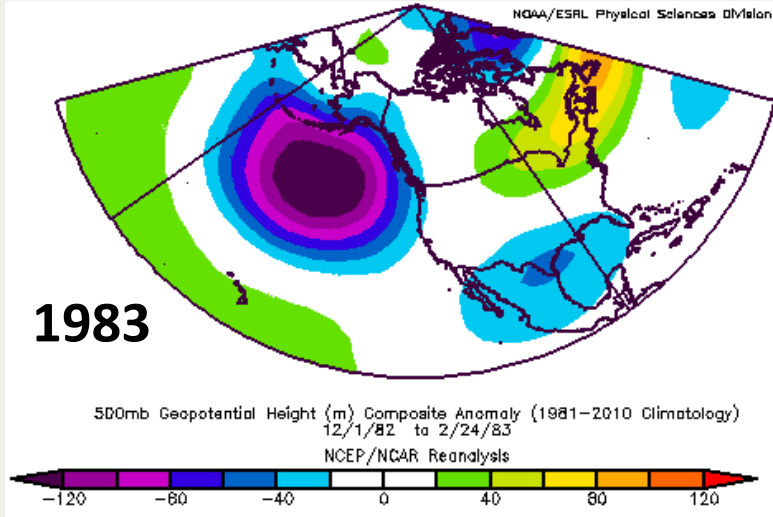 NOAA/ESRL Physical Sciences Division
1983
500mb Geopotential Height (m) Composite Anomaly (1981-2010 Climatology)
12/1/82 to 2/24/83
NCEP/NCAR Reanalysis
-120 -80 -40 0 40 80 120